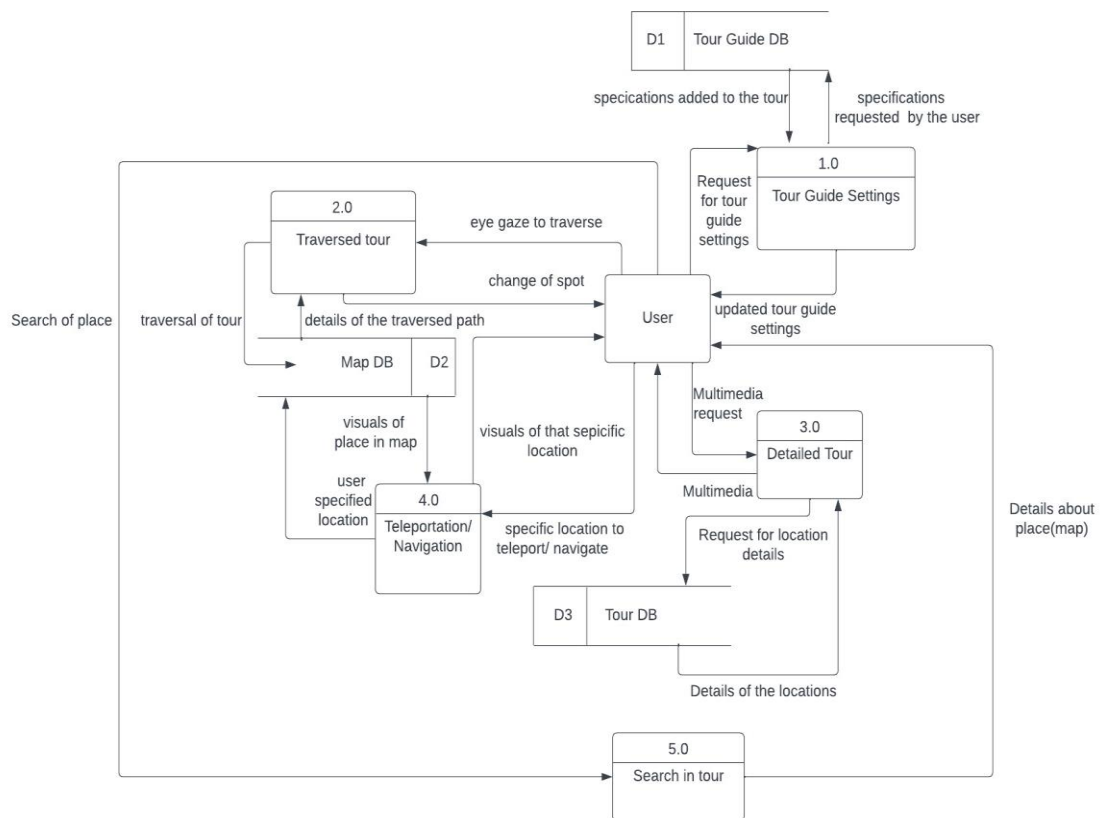 D1 Tour Guide DB
specications added to the tour
specifications
requested by the user
1.0
Tour Guide Settings
Request
for tour
guide
settings
2.0
Traversed tour
eye gaze to traverse
change of spot
User
updated tour guide
settings
Search of place
traversal of tour
details of the traversed path
Map DB D2
Multimedia
request
visuals of
place in map
visuals of that sepicific
location
3.0
Detailed Tour
user
specified
location
4.0
Teleportation/
Navigation
Multimedia
specific location to
teleport/ navigate
Request for location
details
Details about
place(map)
D3 Tour DB
Details of the locations
5.0
Search in tour